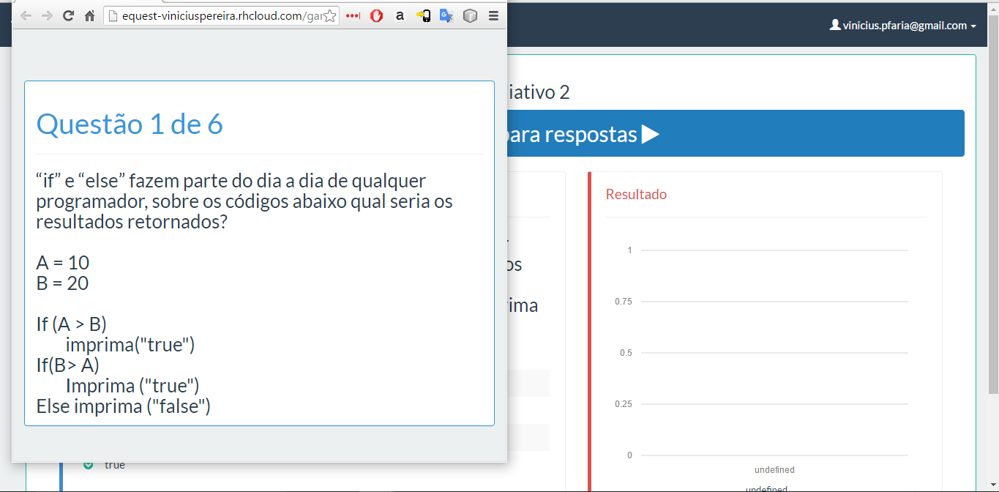 equest-viniciuspereira.rhcloud.com/gar
vinicius.pfaria@gmail.com
iativo 2
para respostas
Questão 1 de 6
“if” e “else” fazem parte do dia a dia de qualquer
programador, sobre os códigos abaixo qual seria os
resultados retornados?
A = 10
B = 20
If (A > B)
imprima("true")
If(B> A)
Imprima ("true")
Else imprima ("false")
os
rima
true
Resultado
1
0.75
0.5
0.25
0
undefined
undefined